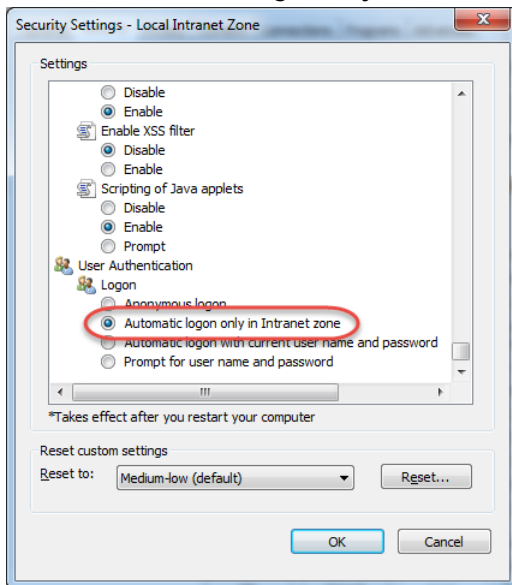 Security Settings - Local Intranet Zone
Settings
Disable
Enable
Enable XSS filter
Disable
Enable
Scripting of Java applets
Disable
Enable
Prompt
User Authentication
Logon
Anonymous logon
Automatic logon only in Intranet zone
Automatic logon with current user name and password
Prompt for user name and password
*Takes effect after you restart your computer
Reset custom settings
Reset to:
Medium-low (default)
Reset...
OK
Cancel